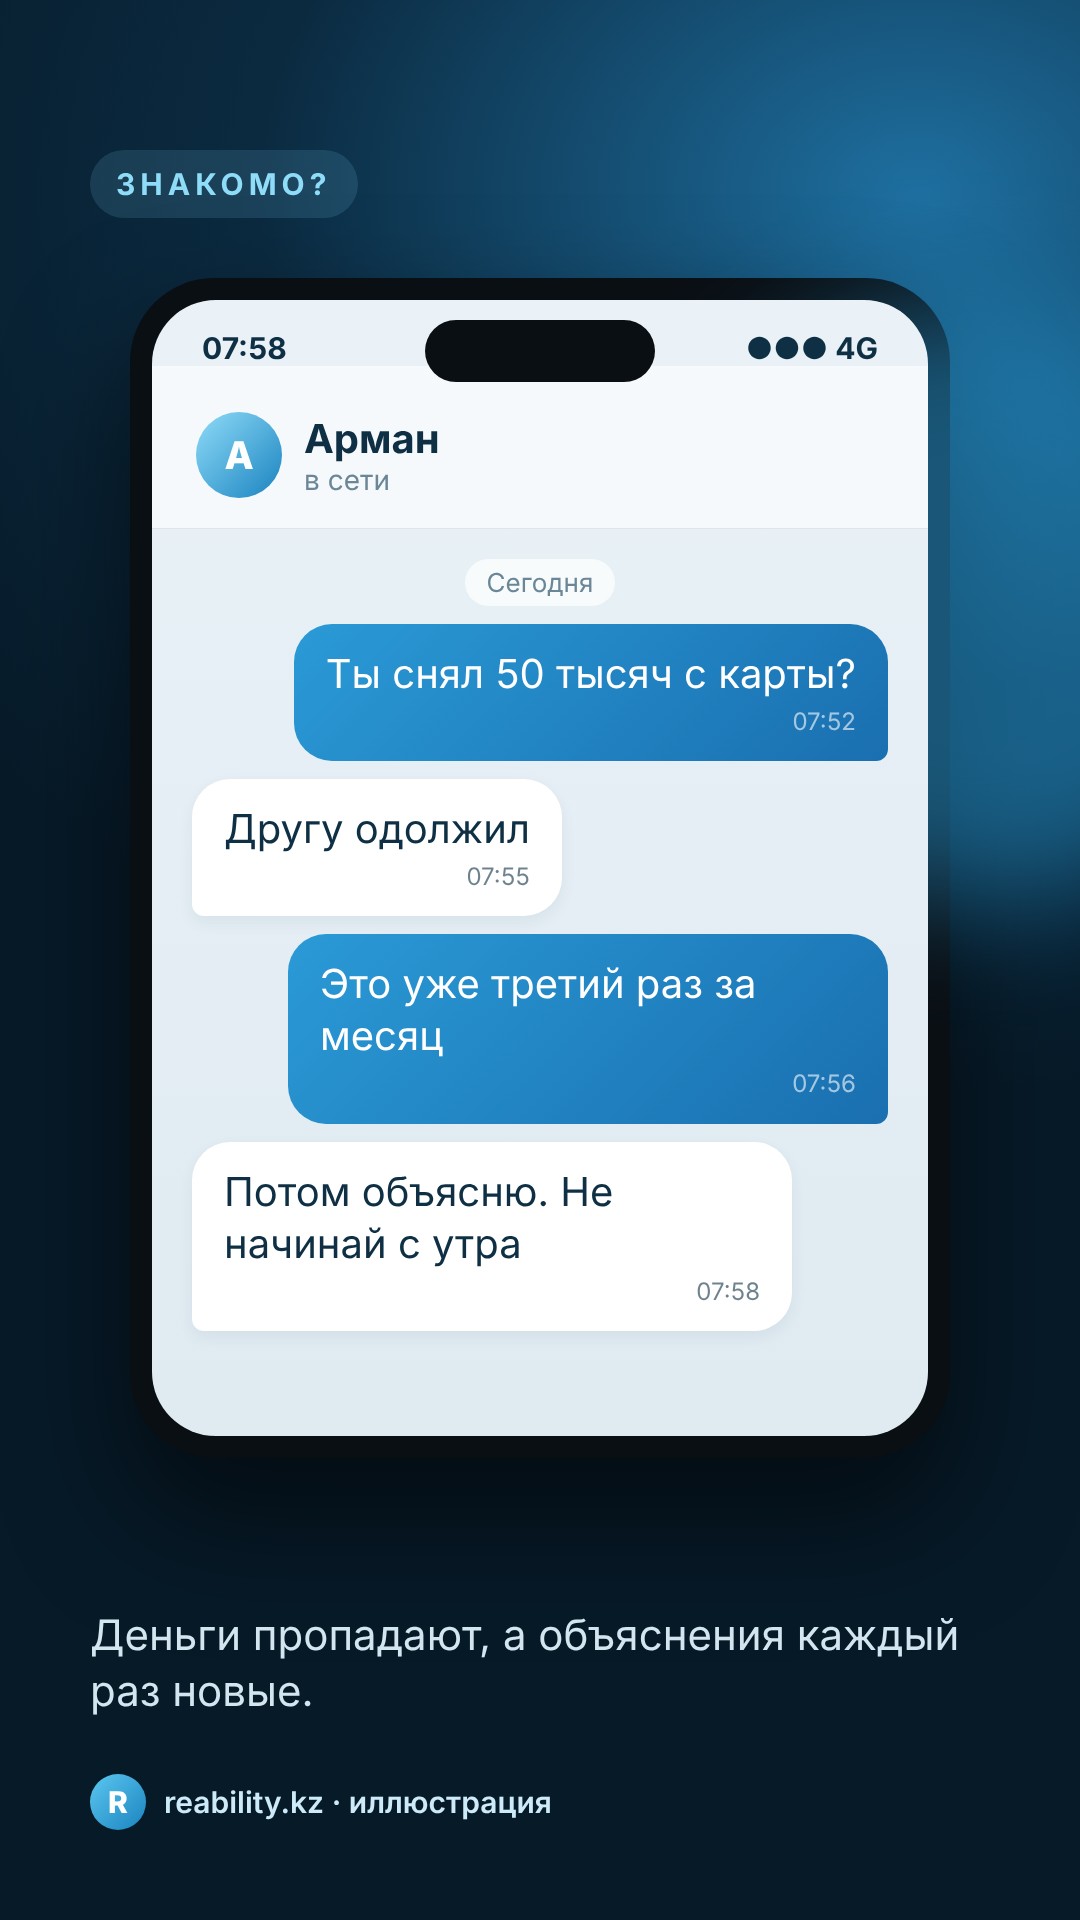 ЗНАКОМО?
07:58
4G
А
Арман
в сети
Сегодня
Ты снял 50 тысяч с карты?
07:52
Другу одолжил
07:55
Это уже третий раз за
месяц
07:56
Потом объясню. Не
начинай с утра
07:58
Деньги пропадают, а объяснения каждый
раз новые.
R
reability.kz · иллюстрация